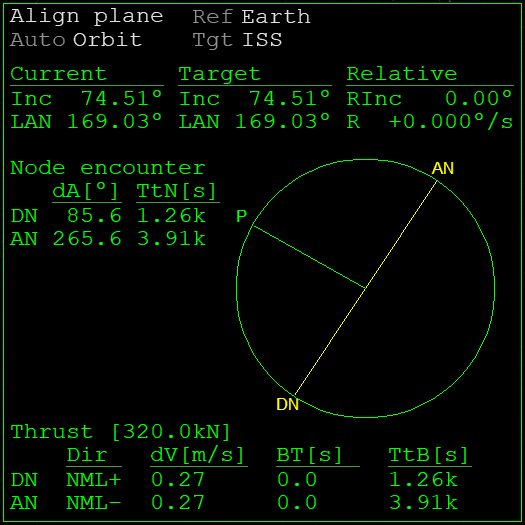 Align plane Ref Earth
Auto Orbit Tgt ISS
Current Target Relative
Inc 74.51° Inc 74.51° RInc 0.00°
LAN 169.03° LAN 169.03° R +0.000°/s
Node encounter
dA[°] TtN[s]
DN 85.6 1.26k
AN 265.6 3.91k
AN
P
DN
Thrust [320.0kN]
Dir dV[m/s] BT[s] TtB[s]
DN NML+ 0.27 0.0 1.26k
AN NML- 0.27 0.0 3.91k